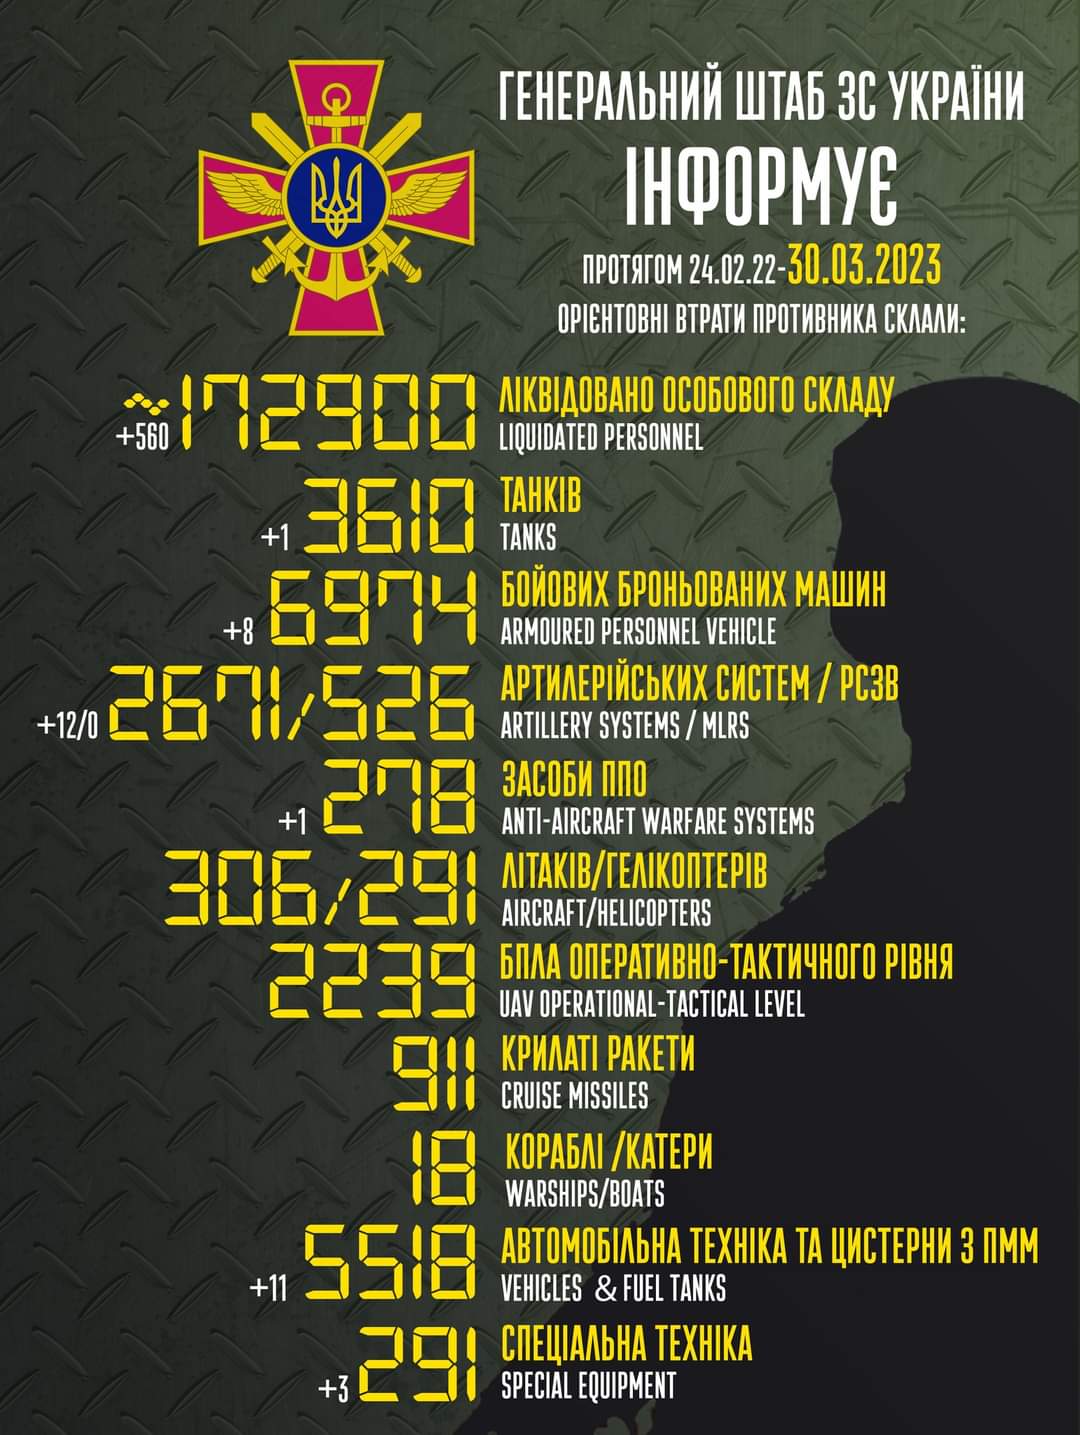 ГЕНЕРАЛЬНИЙ ШТАБ ЗС УКРАЇНИ
ІНФОРМУЄ
ПРОТЯГОМ 24.02.22-30.03.2023
ОРІЄНТОВНІ ВТРАТИ ПРОТИВНИКА СКЛАЛИ:
~172900 ЛІКВІДОВАНО ОСОБОВОГО СКЛАДУ
+560 LIQUIDATED PERSONNEL
3610 ТАНКІВ
+1 TANKS
6974 БОЙОВИХ БРОНЬОВАНИХ МАШИН
+8 ARMOURED PERSONNEL VEHICLE
2671/526 АРТИЛЕРІЙСЬКИХ СИСТЕМ / РСЗВ
+12/0 ARTILLERY SYSTEMS / MLRS
278 ЗАСОБИ ППО
+1 ANTI-AIRCRAFT WARFARE SYSTEMS
306/291 ЛІТАКІВ/ГЕЛІКОПТЕРІВ
AIRCRAFT/HELICOPTERS
2239 БПЛА ОПЕРАТИВНО-ТАКТИЧНОГО РІВНЯ
UAV OPERATIONAL-TACTICAL LEVEL
911 КРИЛАТІ РАКЕТИ
CRUISE MISSILES
18 КОРАБЛІ /КАТЕРИ
WARSHIPS/BOATS
5518 АВТОМОБІЛЬНА ТЕХНІКА ТА ЦИСТЕРНИ З ПММ
+11 VEHICLES & FUEL TANKS
291 СПЕЦІАЛЬНА ТЕХНІКА
+3 SPECIAL EQUIPMENT